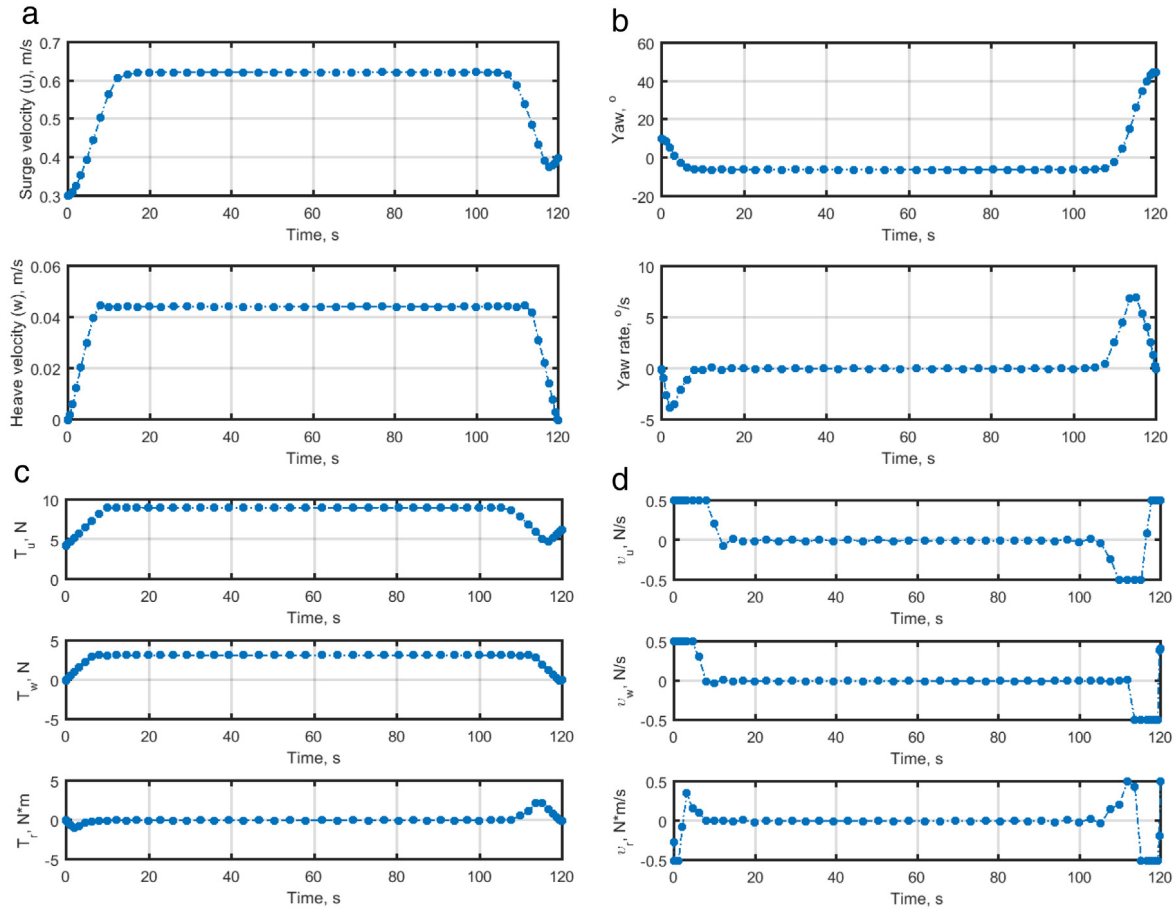 a
Surge velocity (u), m/s
0.7
0.6
0.5
0.4
0.3
0 20 40 60 80 100 120
Time, s
Heave velocity (w), m/s
0.06
0.04
0.02
0
0 20 40 60 80 100 120
Time, s
b
Yaw, °
60
40
20
0
-20
0 20 40 60 80 100 120
Time, s
Yaw rate, °/s
10
5
0
-5
0 20 40 60 80 100 120
Time, s
c
T_u, N
10
5
0
0 20 40 60 80 100 120
Time, s
T_w, N
5
0
-5
0 20 40 60 80 100 120
Time, s
T_r, N*m
5
0
-5
0 20 40 60 80 100 120
Time, s
d
υ_u, N/s
0.5
0
-0.5
0 20 40 60 80 100 120
Time, s
υ_w, N/s
0.5
0
-0.5
0 20 40 60 80 100 120
Time, s
υ_r, N*m/s
0.5
0
-0.5
0 20 40 60 80 100 120
Time, s